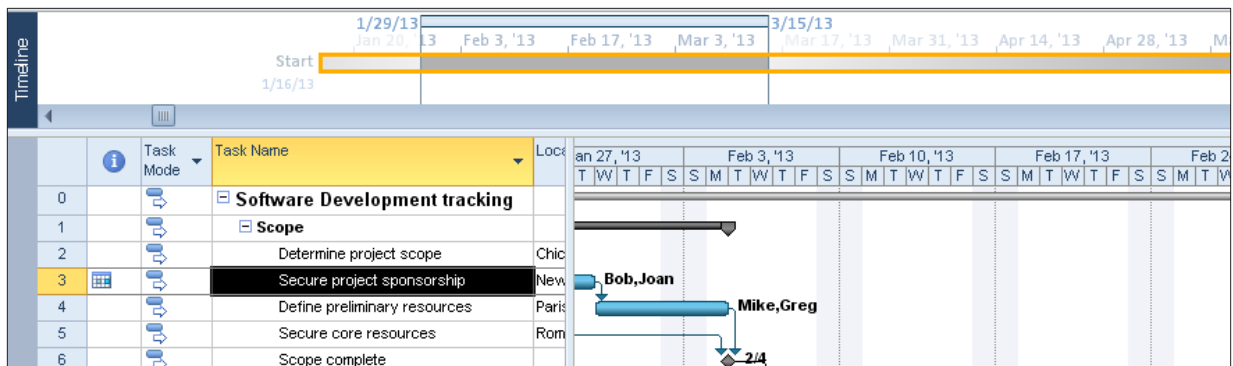 Timeline
1/29/13 3/15/13
Jan 20, '13 Feb 3, '13 Feb 17, '13 Mar 3, '13 Mar 17, '13 Mar 31, '13 Apr 14, '13 Apr 28, '13 M
Start
1/16/13
Task Mode Task Name Loca
an 27, '13 Feb 3, '13 Feb 10, '13 Feb 17, '13 Feb 2
T W T F S S M T W T F S S M T W T F S S M T W T F S S M T W
0 Software Development tracking
1 Scope
2 Determine project scope Chic
3 Secure project sponsorship New Bob,Joan
4 Define preliminary resources Paris Mike,Greg
5 Secure core resources Rom
6 Scope complete 2/4